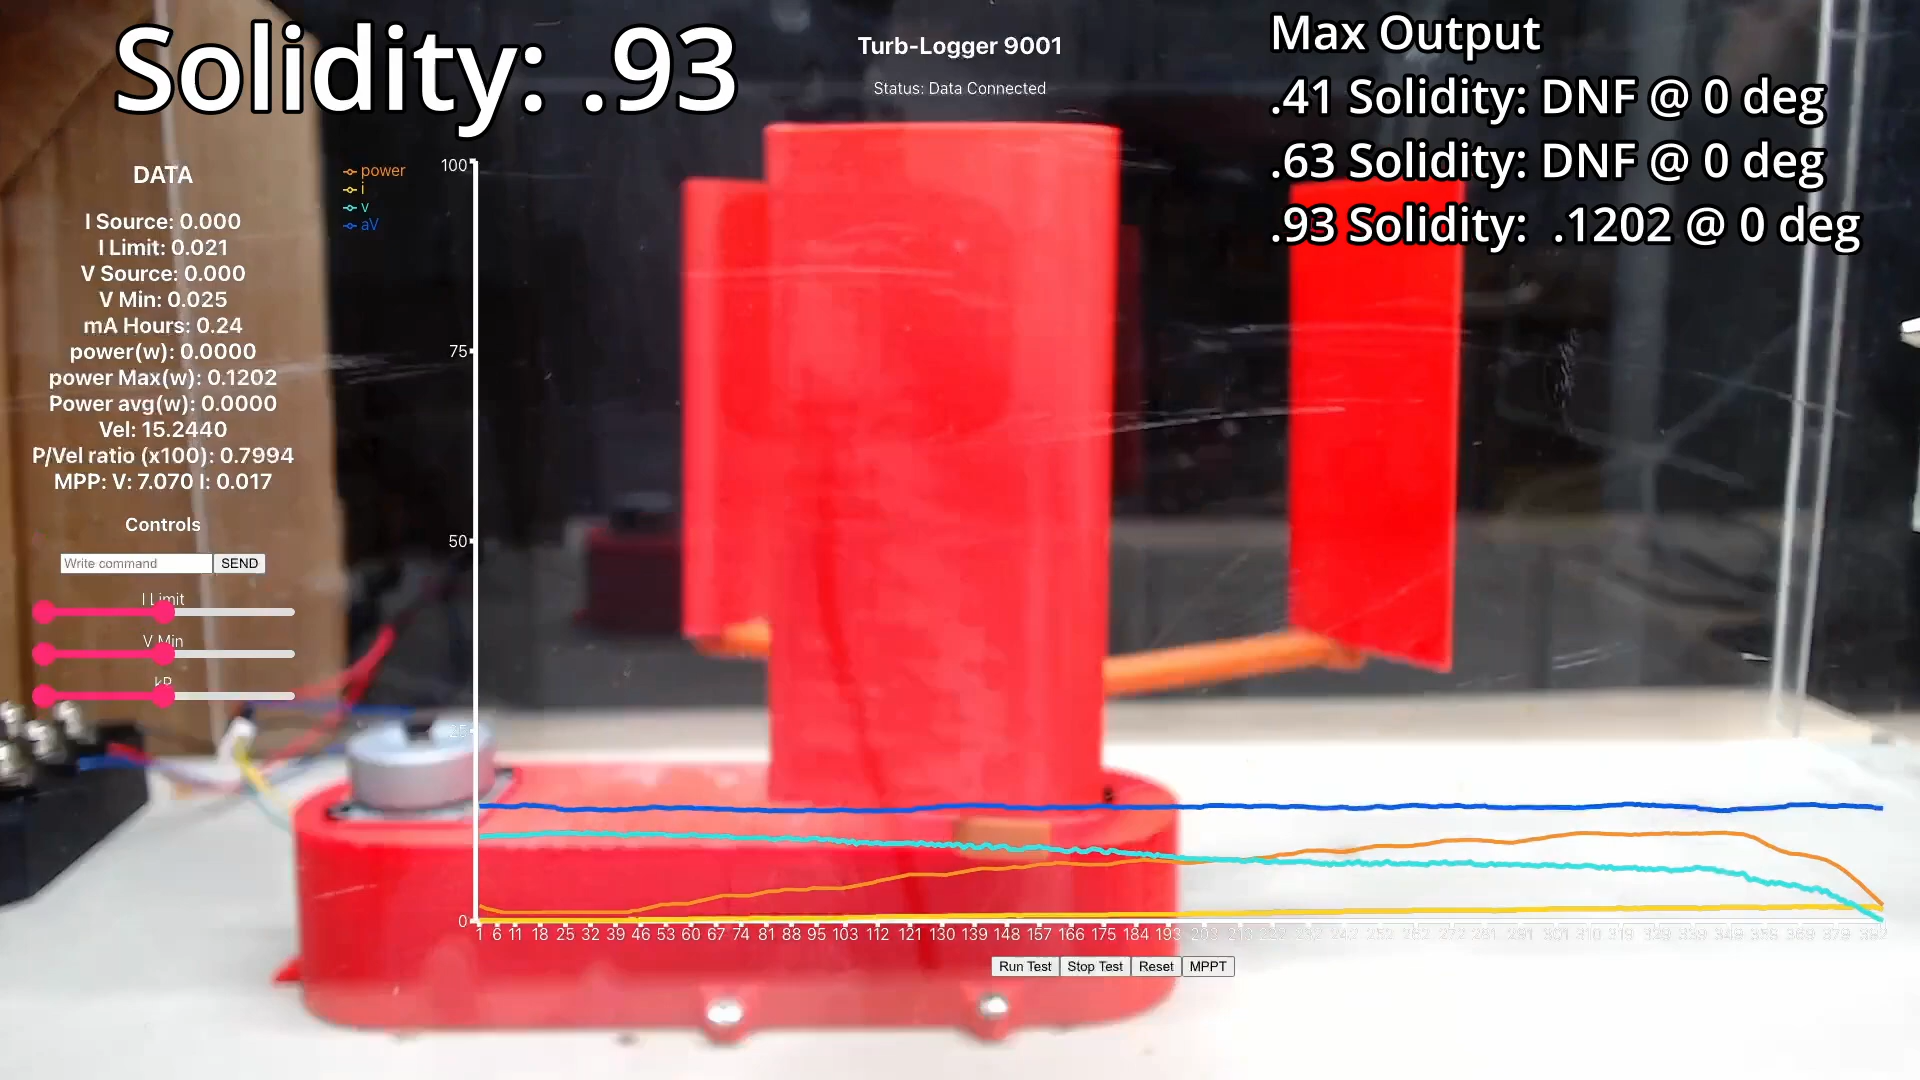 Solidity: .93
Turb-Logger 9001
Status: Data Connected
Max Output
.41 Solidity: DNF @ 0 deg
.63 Solidity: DNF @ 0 deg
.93 Solidity: .1202 @ 0 deg
DATA
I Source: 0.000
I Limit: 0.021
V Source: 0.000
V Min: 0.025
mA Hours: 0.24
power(w): 0.0000
power Max(w): 0.1202
Power avg(w): 0.0000
Vel: 15.2440
P/Vel ratio (x100): 0.7994
MPP: V: 7.070 I: 0.017
Controls
Write command SEND
I Limit
V Min
kP
power
i
v
aV
100
75
50
25
0
1 6 11 18 25 32 39 46 53 60 67 74 81 88 95 103 112 121 130 139 148 157 166 175 184 193
Run Test Stop Test Reset MPPT